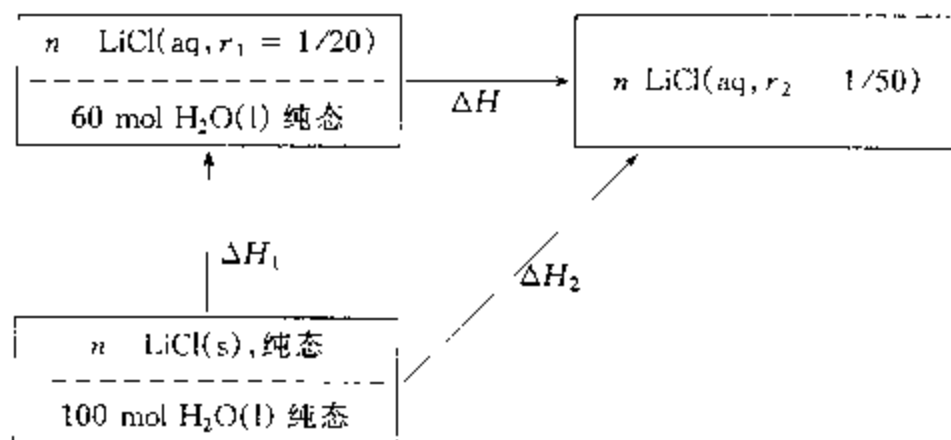 n LiCl(aq, r₁ = 1/20)
60 mol H₂O(l) 纯态
ΔH
n LiCl(aq, r₂ 1/50)
ΔH₁
ΔH₂
n LiCl(s),纯态
100 mol H₂O(l) 纯态